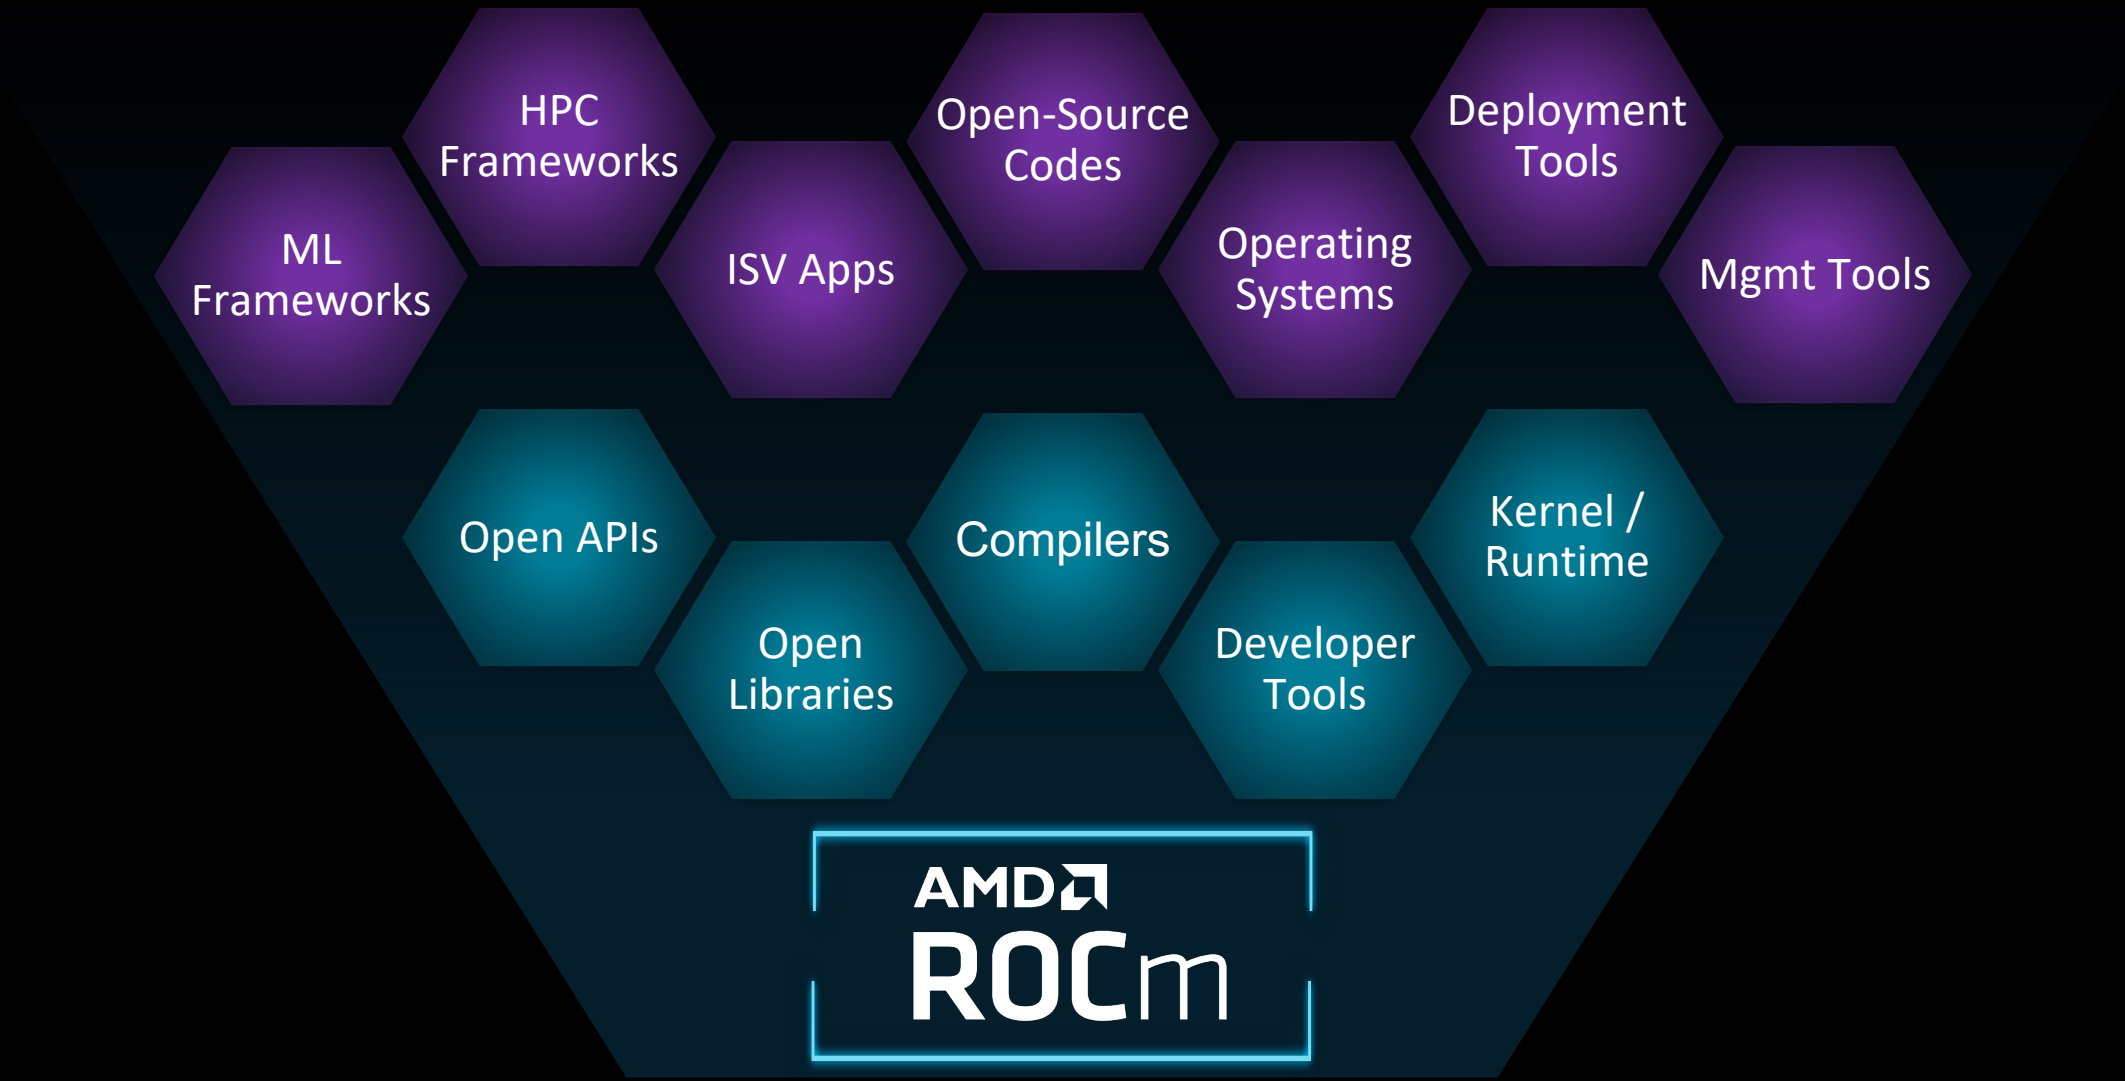 HPC
Frameworks
Open-Source
Codes
Deployment
Tools
ML
Frameworks
ISV Apps
Operating
Systems
Mgmt Tools
Open APIs
Compilers
Kernel /
Runtime
Open
Libraries
Developer
Tools
AMD
ROCm